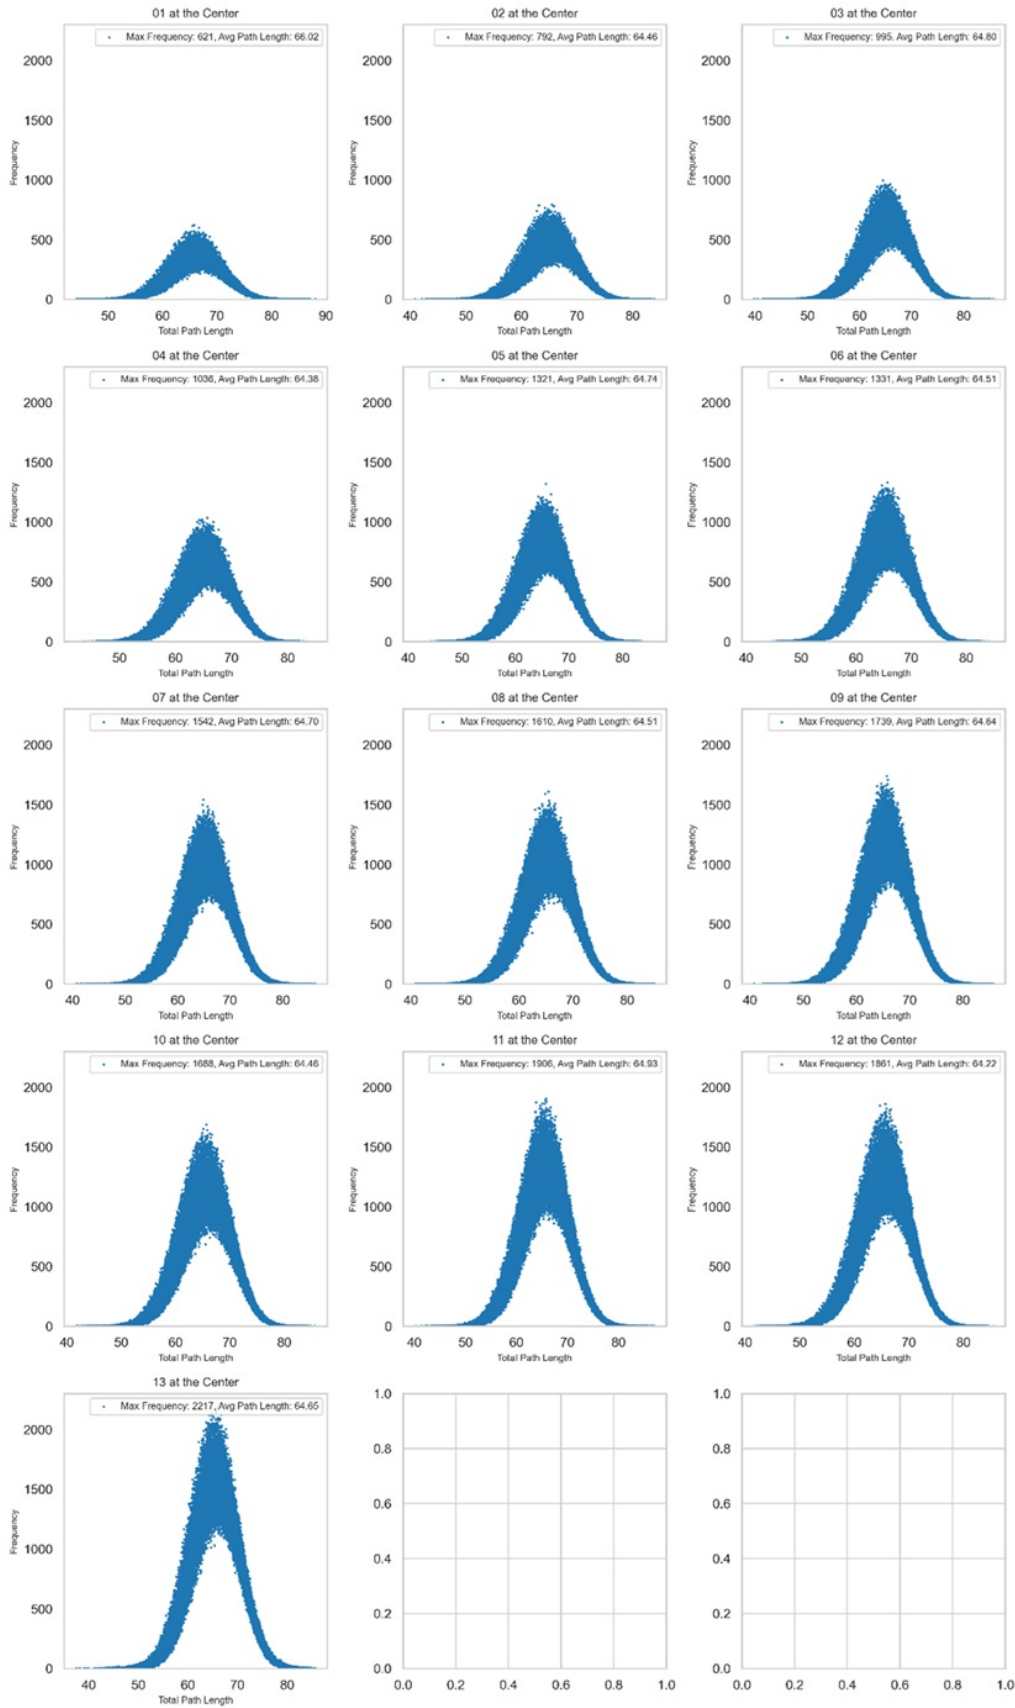 01 at the Center
Max Frequency: 621, Avg Path Length: 66.02
2000
1500
1000
500
0
Frequency
50 60 70 80 90
Total Path Length
02 at the Center
Max Frequency: 792, Avg Path Length: 64.46
2000
1500
1000
500
0
Frequency
40 50 60 70 80
Total Path Length
03 at the Center
Max Frequency: 995, Avg Path Length: 64.80
2000
1500
1000
500
0
Frequency
40 50 60 70 80
Total Path Length
04 at the Center
Max Frequency: 1036, Avg Path Length: 64.38
2000
1500
1000
500
0
Frequency
50 60 70 80
Total Path Length
05 at the Center
Max Frequency: 1321, Avg Path Length: 64.74
2000
1500
1000
500
0
Frequency
40 50 60 70 80
Total Path Length
06 at the Center
Max Frequency: 1331, Avg Path Length: 64.51
2000
1500
1000
500
0
Frequency
40 50 60 70 80
Total Path Length
07 at the Center
Max Frequency: 1542, Avg Path Length: 64.70
2000
1500
1000
500
0
Frequency
40 50 60 70 80
Total Path Length
08 at the Center
Max Frequency: 1610, Avg Path Length: 64.51
2000
1500
1000
500
0
Frequency
40 50 60 70 80
Total Path Length
09 at the Center
Max Frequency: 1739, Avg Path Length: 64.64
2000
1500
1000
500
0
Frequency
40 50 60 70 80
Total Path Length
10 at the Center
Max Frequency: 1688, Avg Path Length: 64.46
2000
1500
1000
500
0
Frequency
40 50 60 70 80
Total Path Length
11 at the Center
Max Frequency: 1906, Avg Path Length: 64.93
2000
1500
1000
500
0
Frequency
40 50 60 70 80
Total Path Length
12 at the Center
Max Frequency: 1861, Avg Path Length: 64.22
2000
1500
1000
500
0
Frequency
40 50 60 70 80
Total Path Length
13 at the Center
Max Frequency: 2217, Avg Path Length: 64.65
2000
1500
1000
500
0
Frequency
40 50 60 70 80
Total Path Length
1.0
0.8
0.6
0.4
0.2
0.0
0.0 0.2 0.4 0.6 0.8 1.0
1.0
0.8
0.6
0.4
0.2
0.0
0.0 0.2 0.4 0.6 0.8 1.0